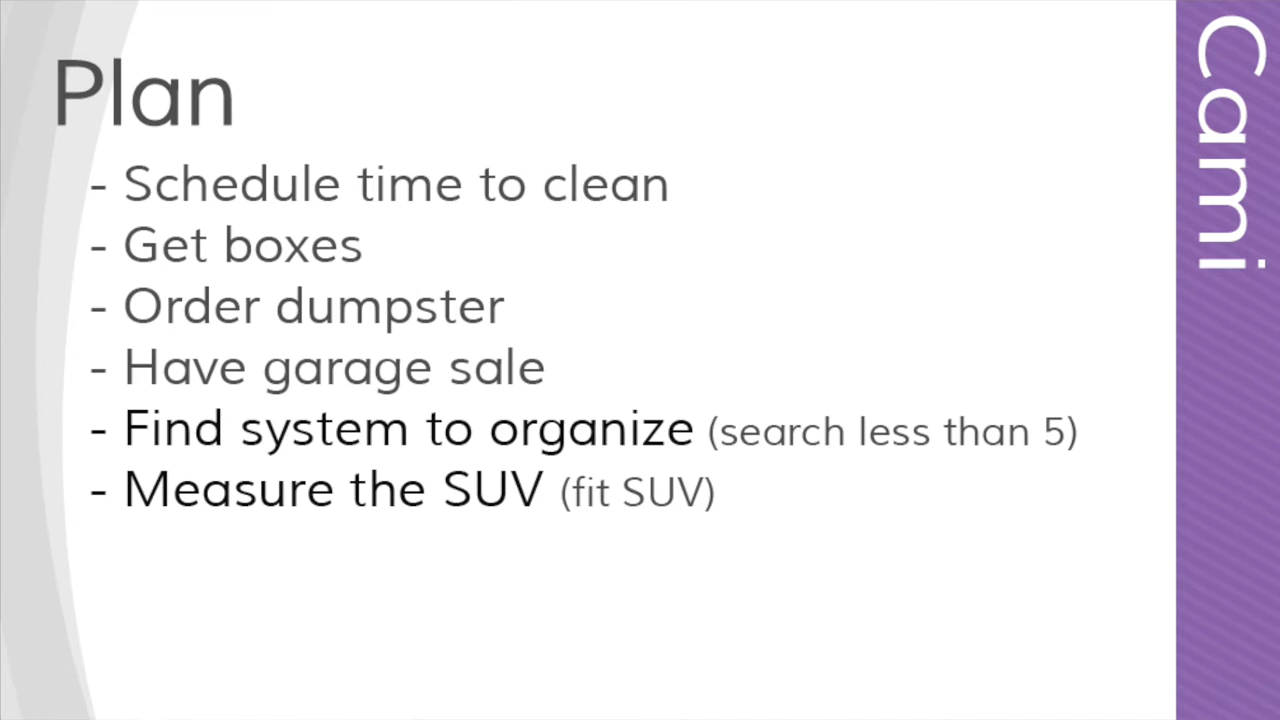 Plan
- Schedule time to clean
- Get boxes
- Order dumpster
- Have garage sale
- Find system to organize (search less than 5)
- Measure the SUV (fit SUV)
Cami